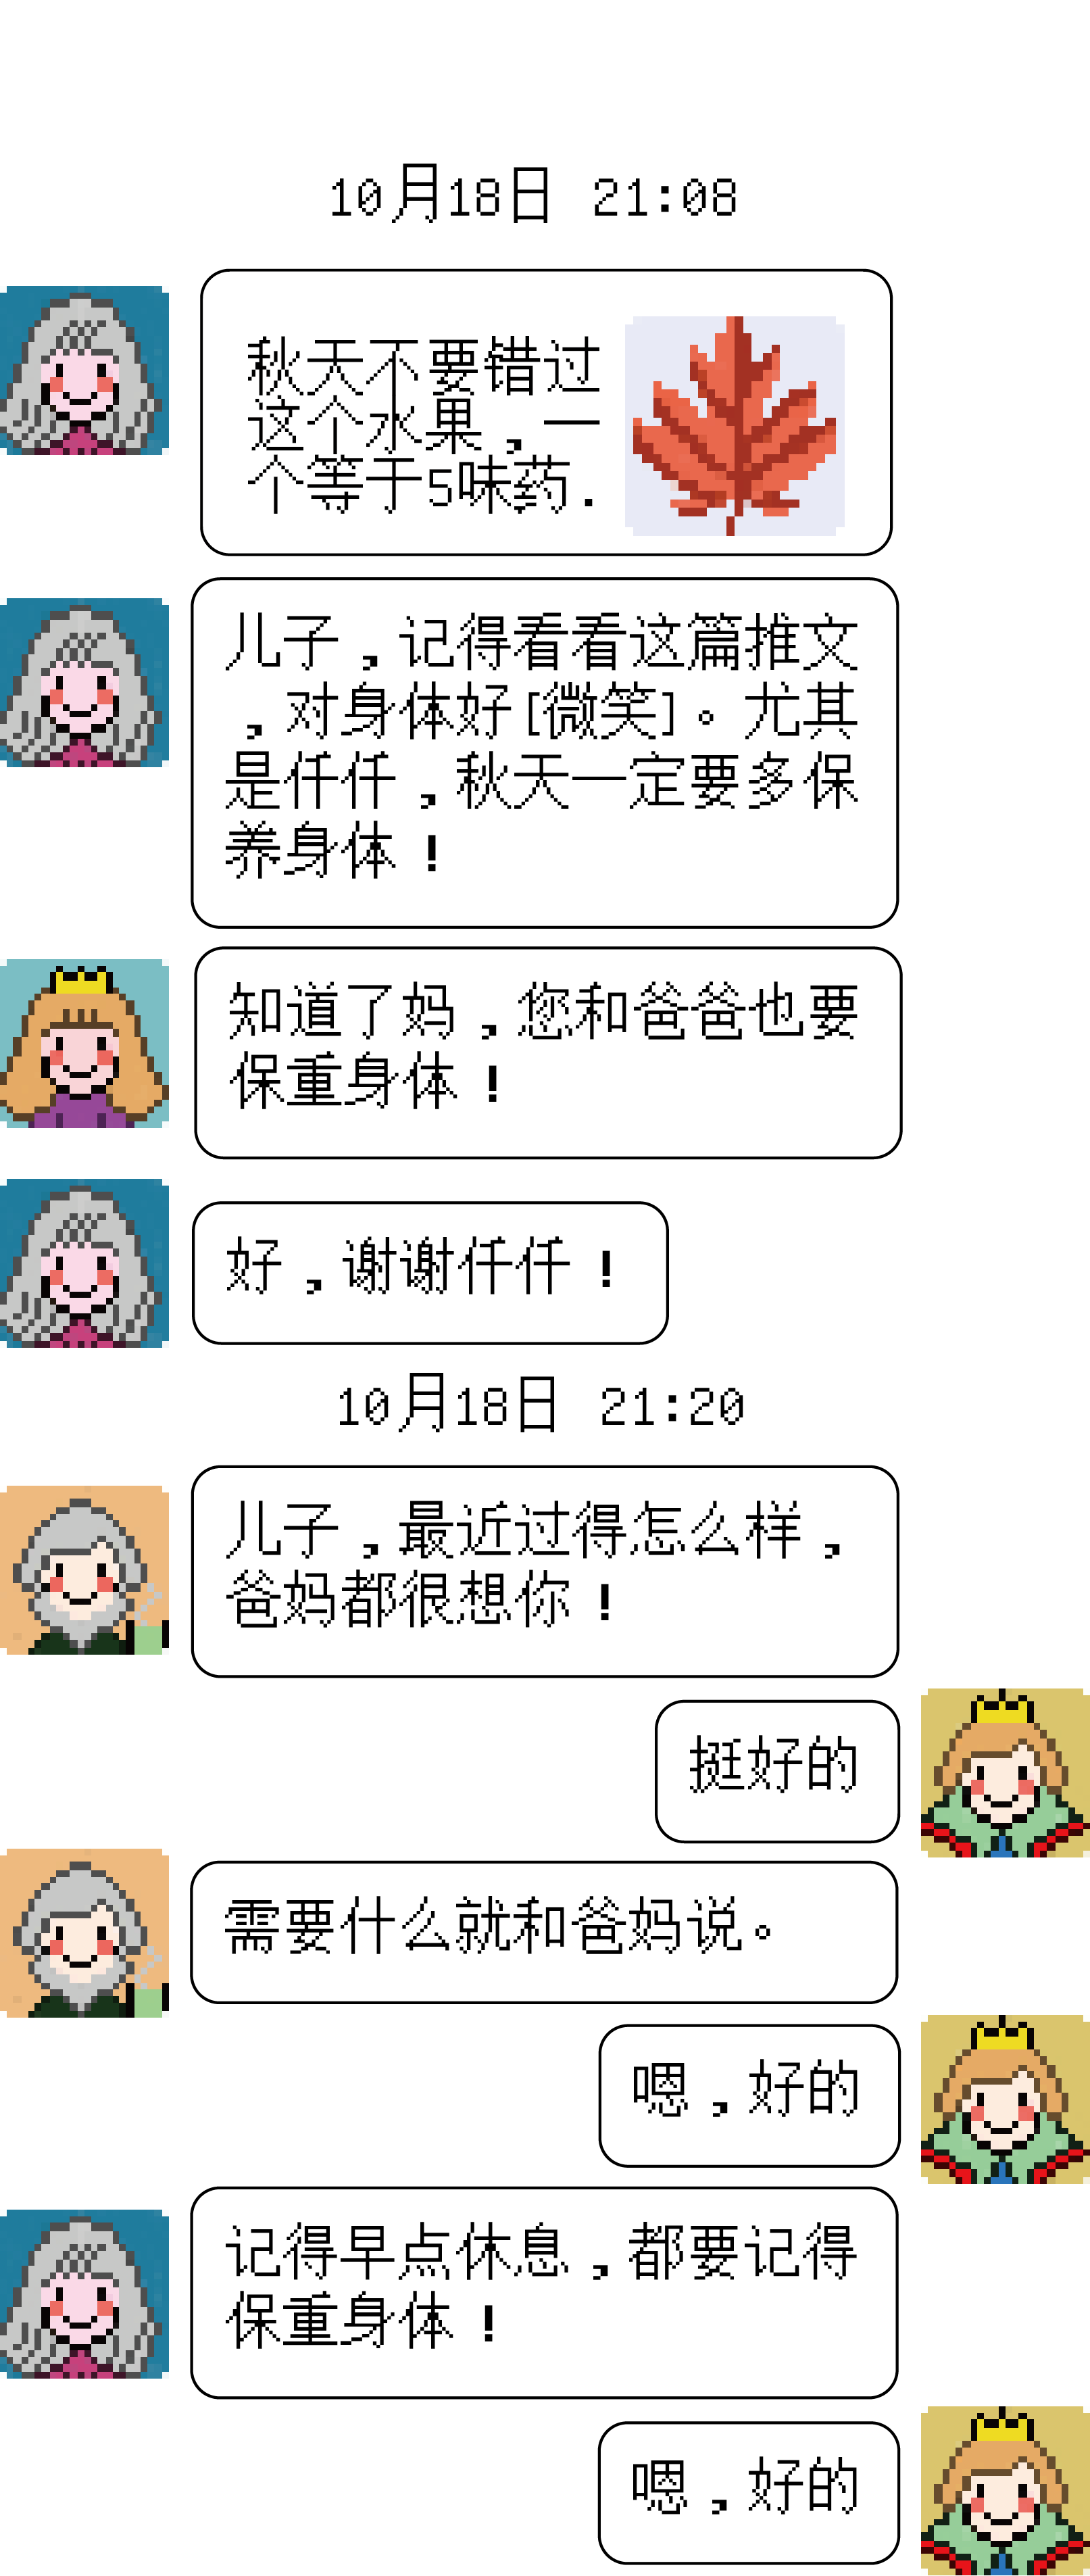 10月18日 21:08
秋天不要错过
这个水果,一
个等于5味药.
儿子,记得看看这篇推文
,对身体好[微笑]。尤其
是仟仟,秋天一定要多保
养身体!
知道了妈,您和爸爸也要
保重身体!
好,谢谢仟仟!
10月18日 21:20
儿子,最近过得怎么样,
爸妈都很想你!
挺好的
需要什么就和爸妈说。
嗯,好的
记得早点休息,都要记得
保重身体!
嗯,好的